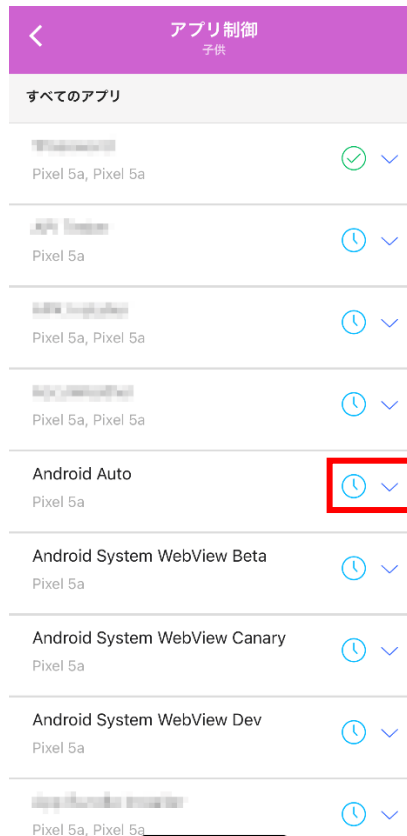 アプリ制御
子供
すべてのアプリ
Pixel 5a, Pixel 5a
Pixel 5a
Pixel 5a, Pixel 5a
Pixel 5a, Pixel 5a
Android Auto
Pixel 5a
Android System WebView Beta
Pixel 5a
Android System WebView Canary
Pixel 5a
Android System WebView Dev
Pixel 5a
Pixel 5a, Pixel 5a